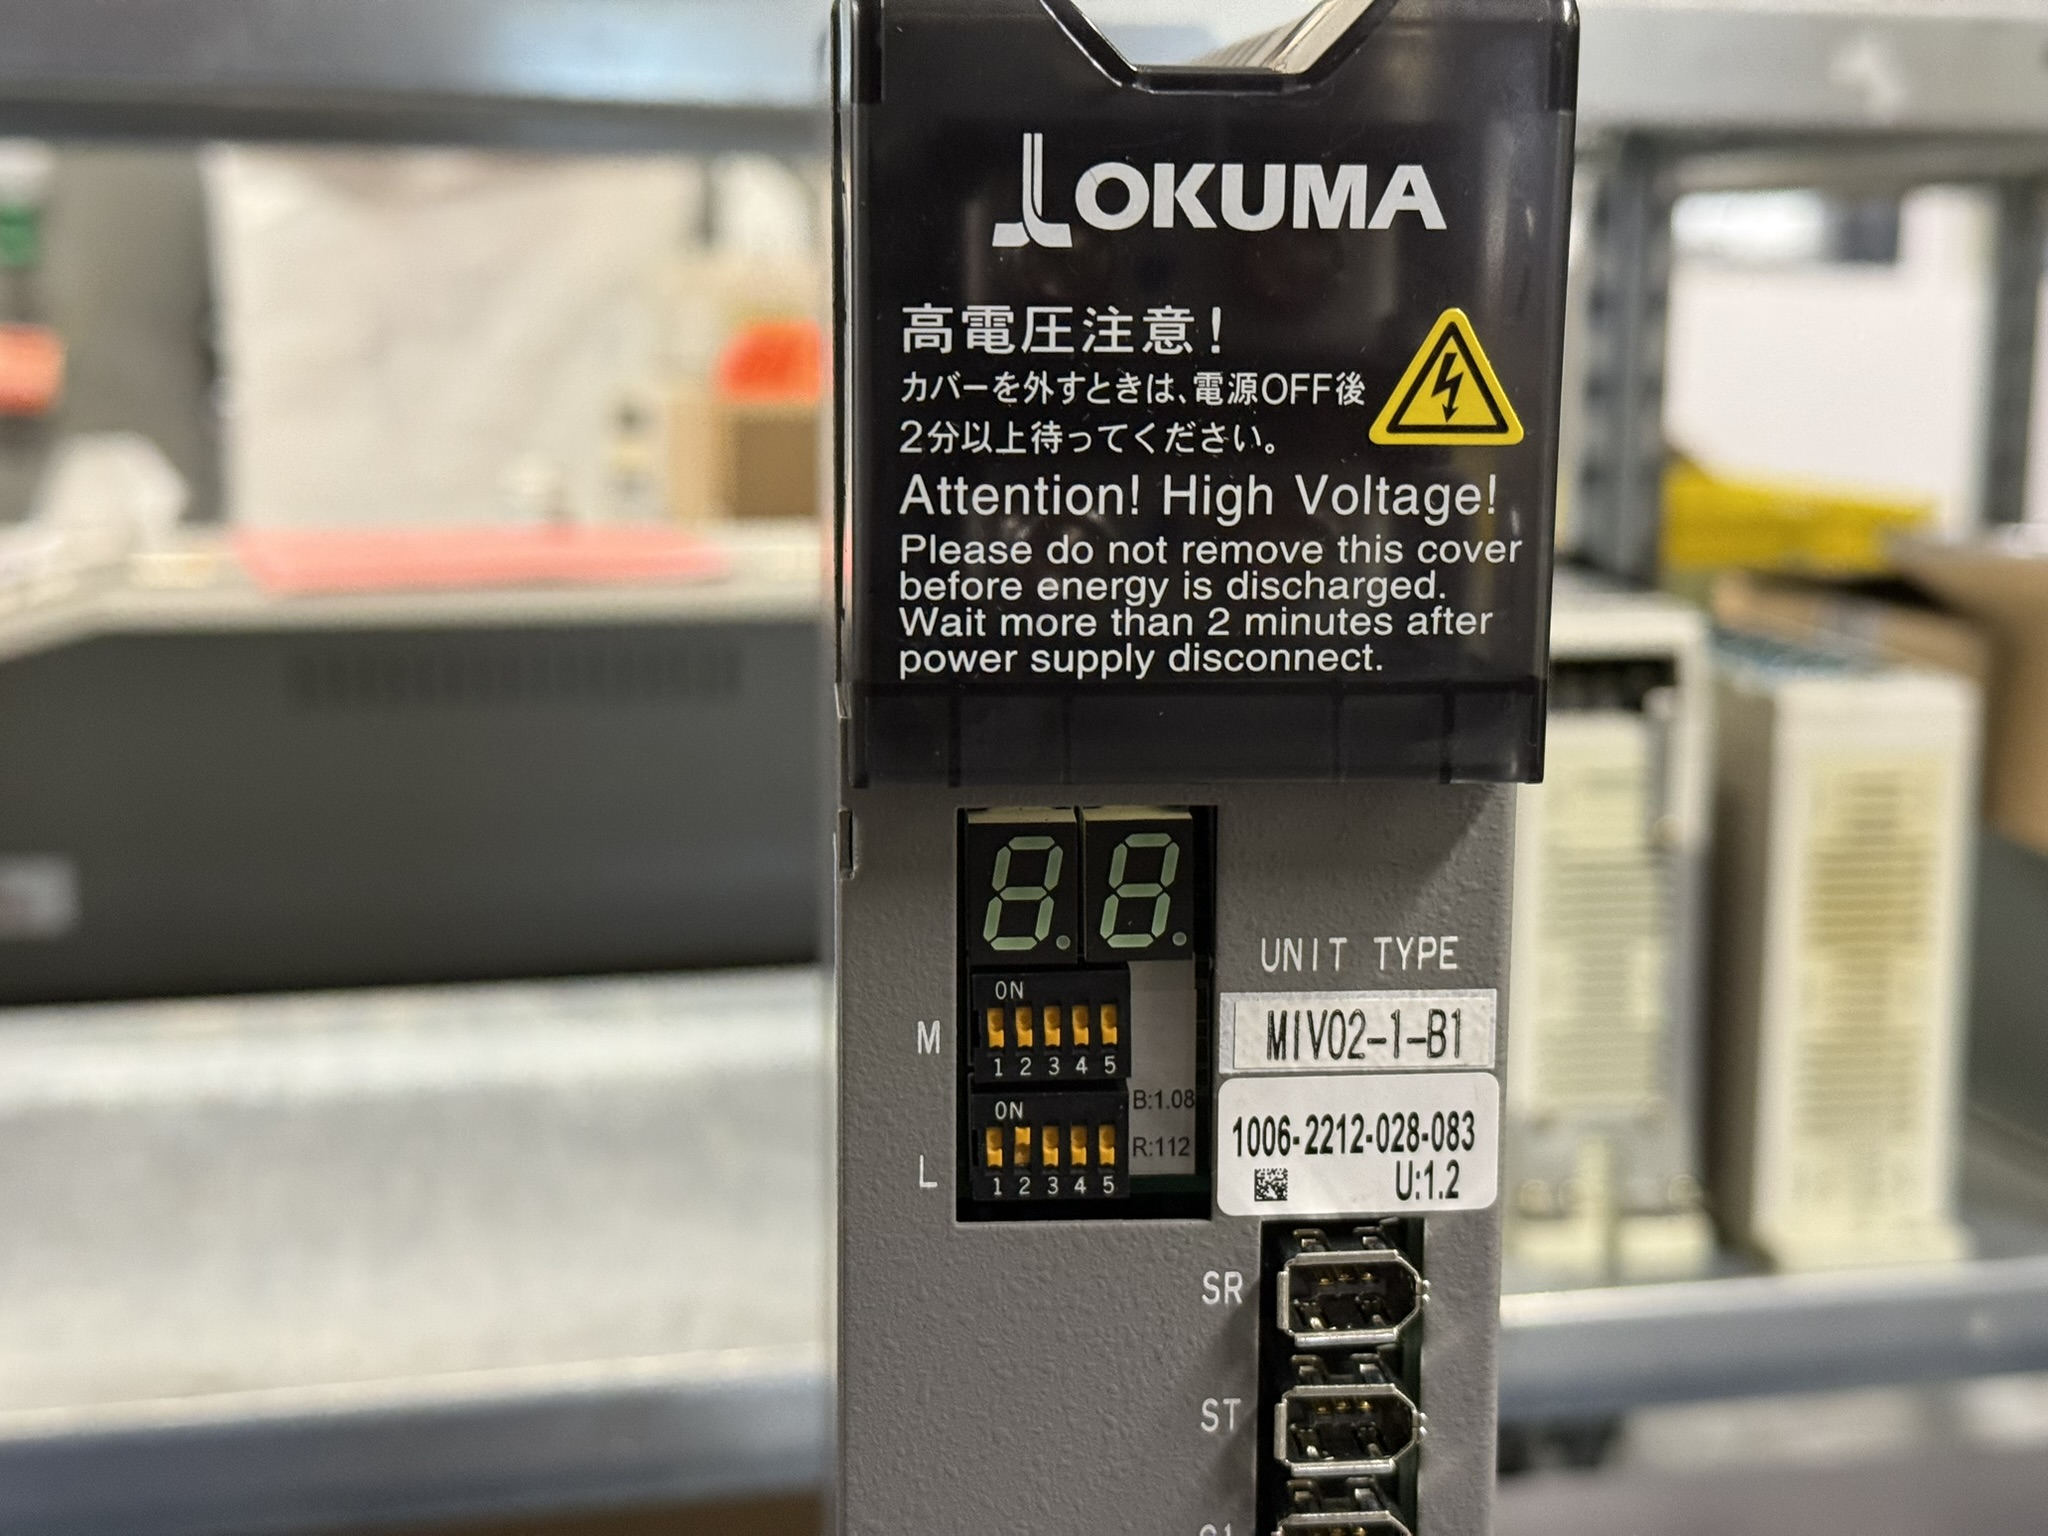 OKUMA
高電圧注意!
カバーを外すときは、電源OFF後
2分以上待ってください。
Attention! High Voltage!
Please do not remove this cover
before energy is discharged.
Wait more than 2 minutes after
power supply disconnect.
UNIT TYPE
MIV02-1-B1
M
ON
1 2 3 4 5
L
ON
1 2 3 4 5
B:1.08
R:112
1006-2212-028-083
U:1.2
SR
ST